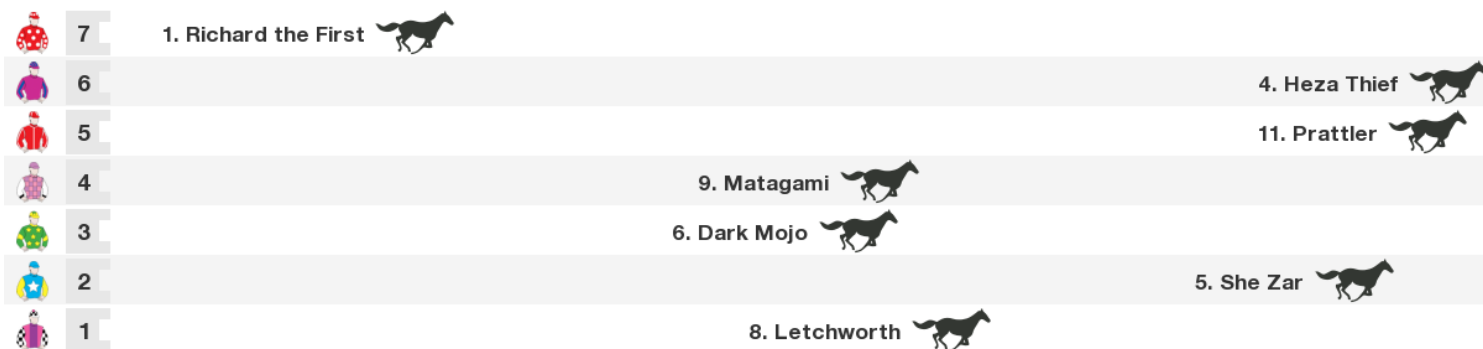 7 1. Richard the First
6 4. Heza Thief
5 11. Prattler
4 9. Matagami
3 6. Dark Mojo
2 5. She Zar
1 8. Letchworth